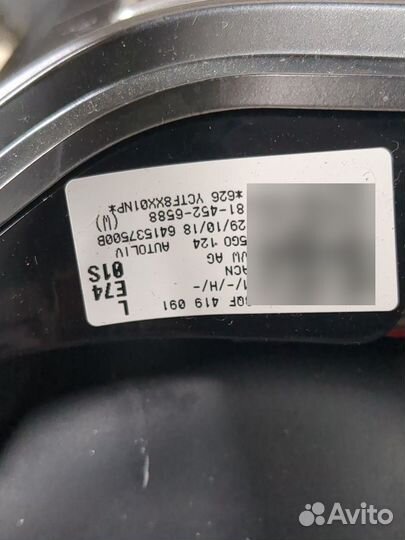 QF 419 091 L
1/-/H/- E74
ACN 01S
VW AG
5G0 124 AUTOLIV
29/10/18 641537500B
81-452-6588 (W)
*626 YCTF8XX01NP*
Avito